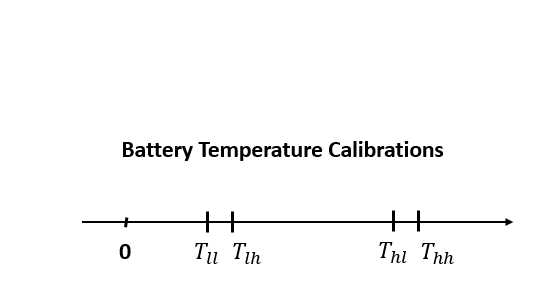 Battery Temperature Calibrations
0 T_ll T_lh T_hl T_hh